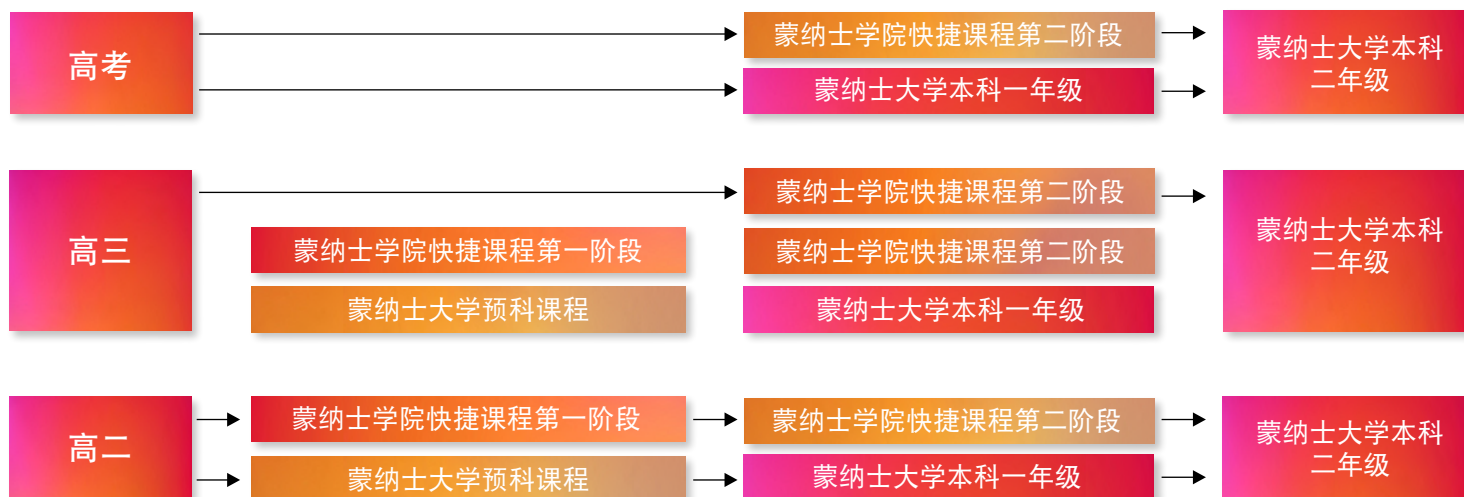 高考
蒙纳士学院快捷课程第二阶段
蒙纳士大学本科一年级
蒙纳士大学本科
二年级
高三
蒙纳士学院快捷课程第二阶段
蒙纳士学院快捷课程第一阶段
蒙纳士学院快捷课程第二阶段
蒙纳士大学预科课程
蒙纳士大学本科一年级
蒙纳士大学本科
二年级
高二
蒙纳士学院快捷课程第一阶段
蒙纳士学院快捷课程第二阶段
蒙纳士大学预科课程
蒙纳士大学本科一年级
蒙纳士大学本科
二年级